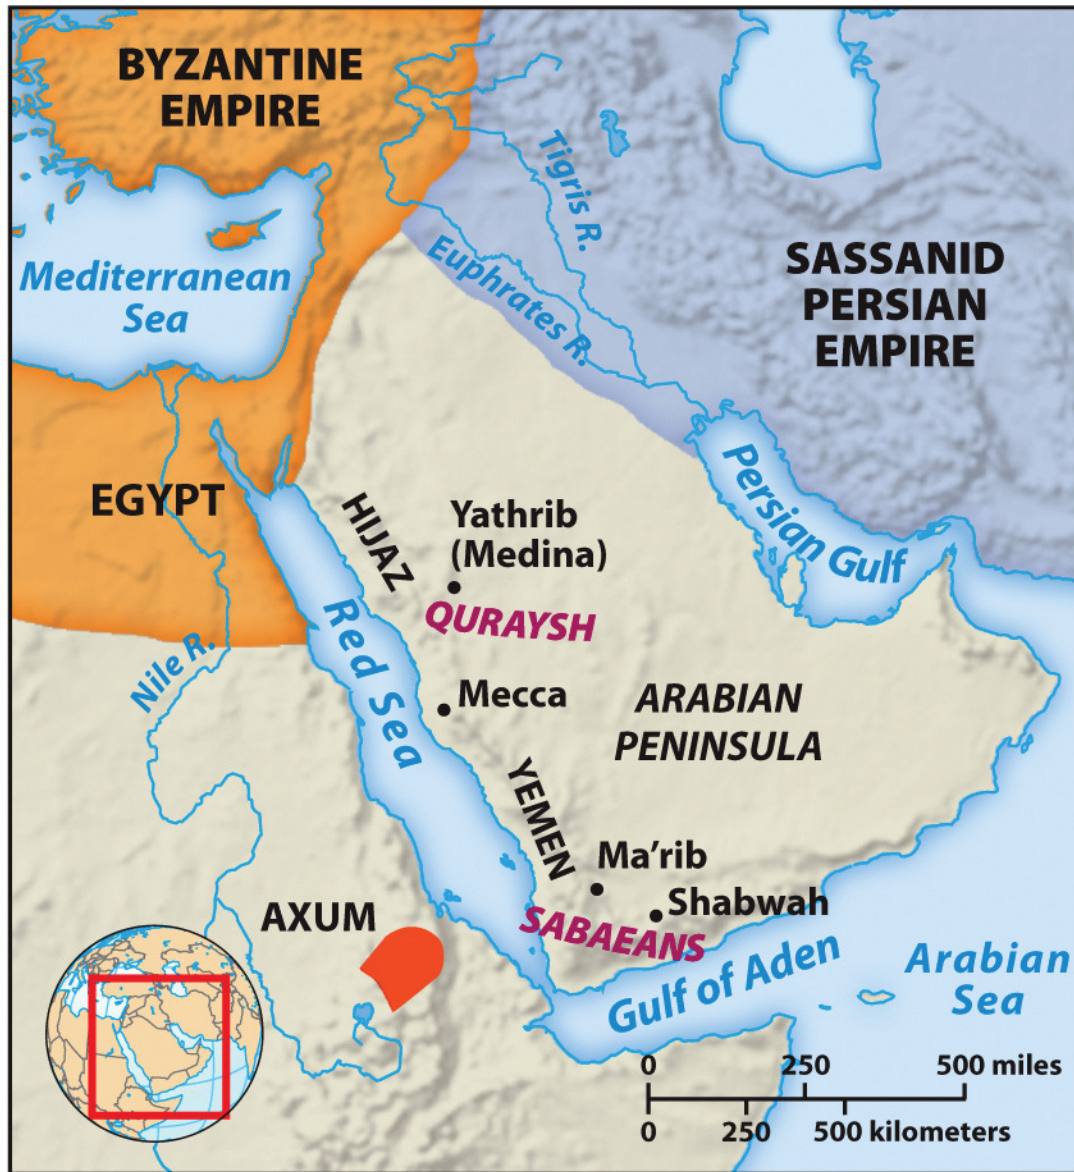 BYZANTINE
EMPIRE
Tigris R.
Euphrates R.
SASSANID
PERSIAN
EMPIRE
Mediterranean
Sea
EGYPT
HIJAZ
Yathrib
(Medina)
QURAYSH
Persian Gulf
Nile R.
Red Sea
Mecca
ARABIAN
PENINSULA
YEMEN
Ma’rib
Shabwah
SABAEANS
AXUM
Gulf of Aden
Arabian
Sea
0 250 500 miles
0 250 500 kilometers